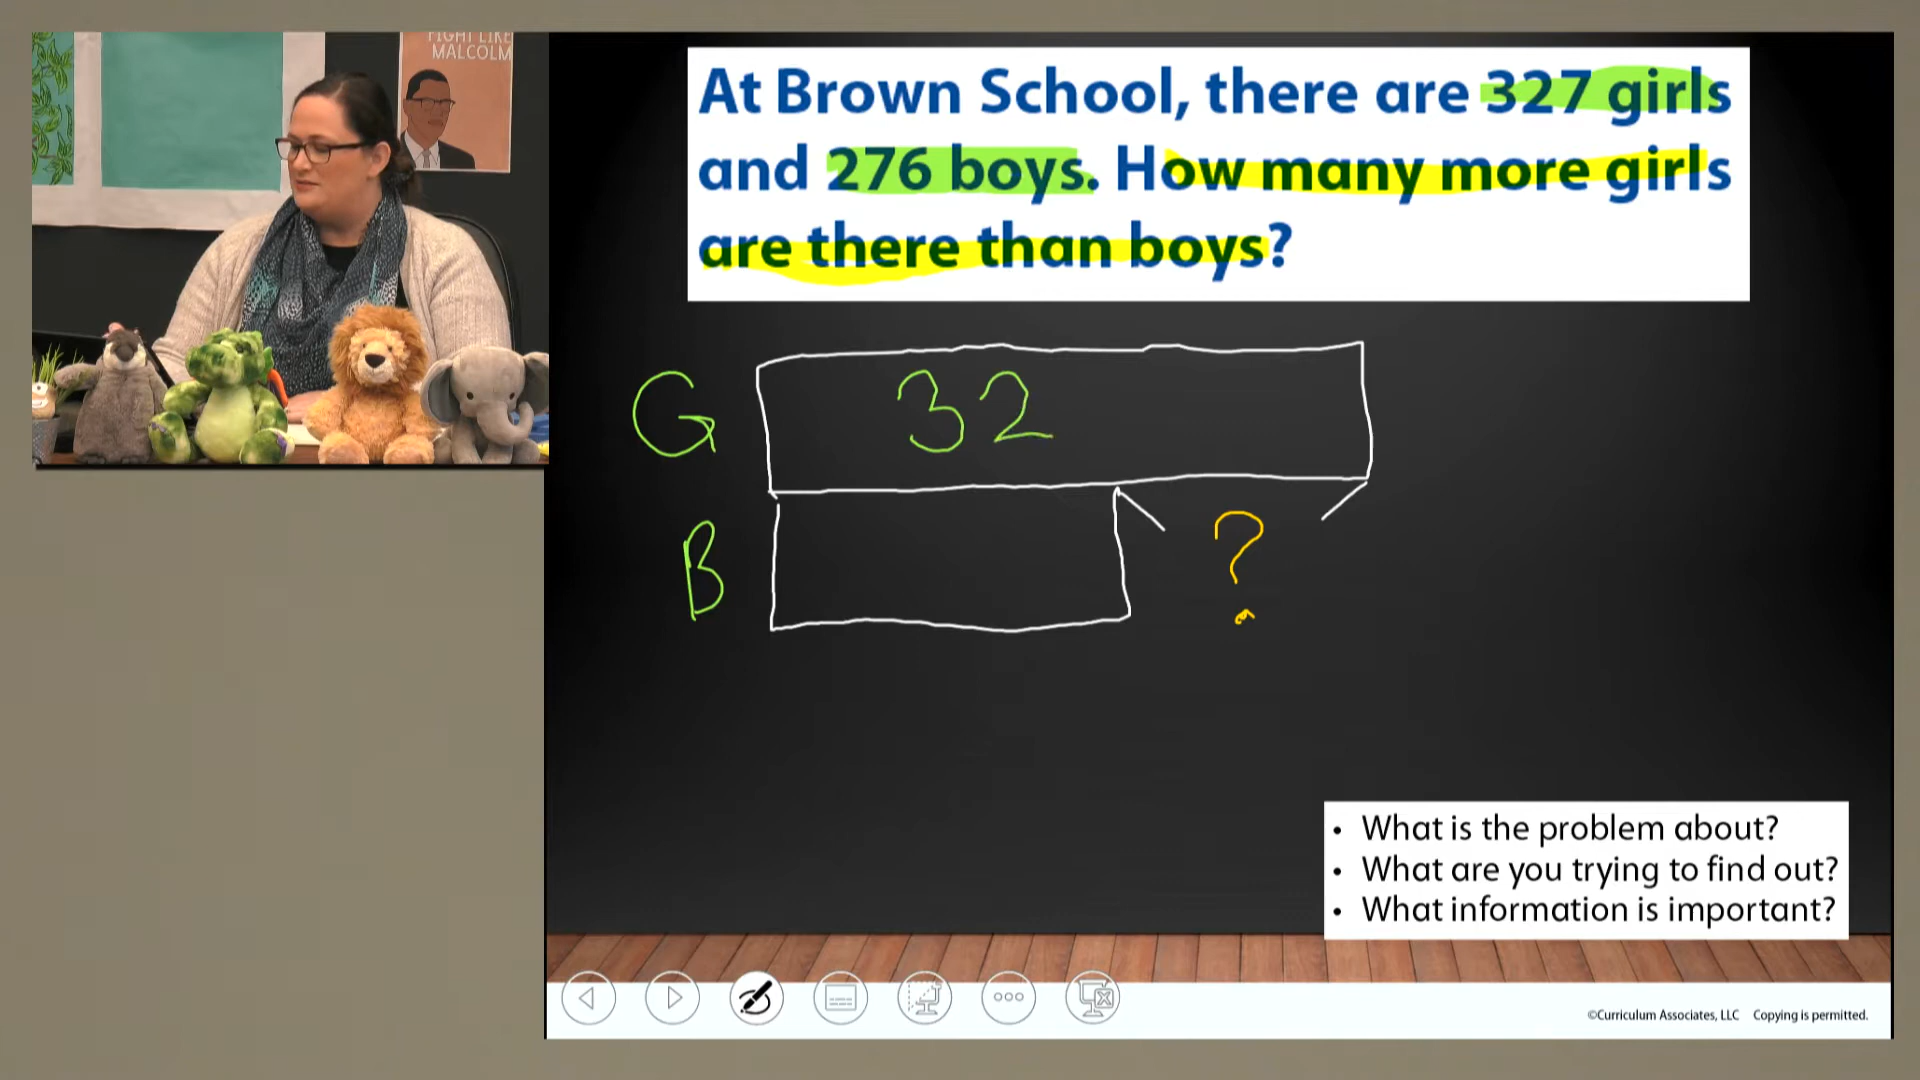 FIGHT LIKE
MALCOLM
At Brown School, there are 327 girls
and 276 boys. How many more girls
are there than boys?
G 32
B ?
• What is the problem about?
• What are you trying to find out?
• What information is important?
©Curriculum Associates, LLC Copying is permitted.